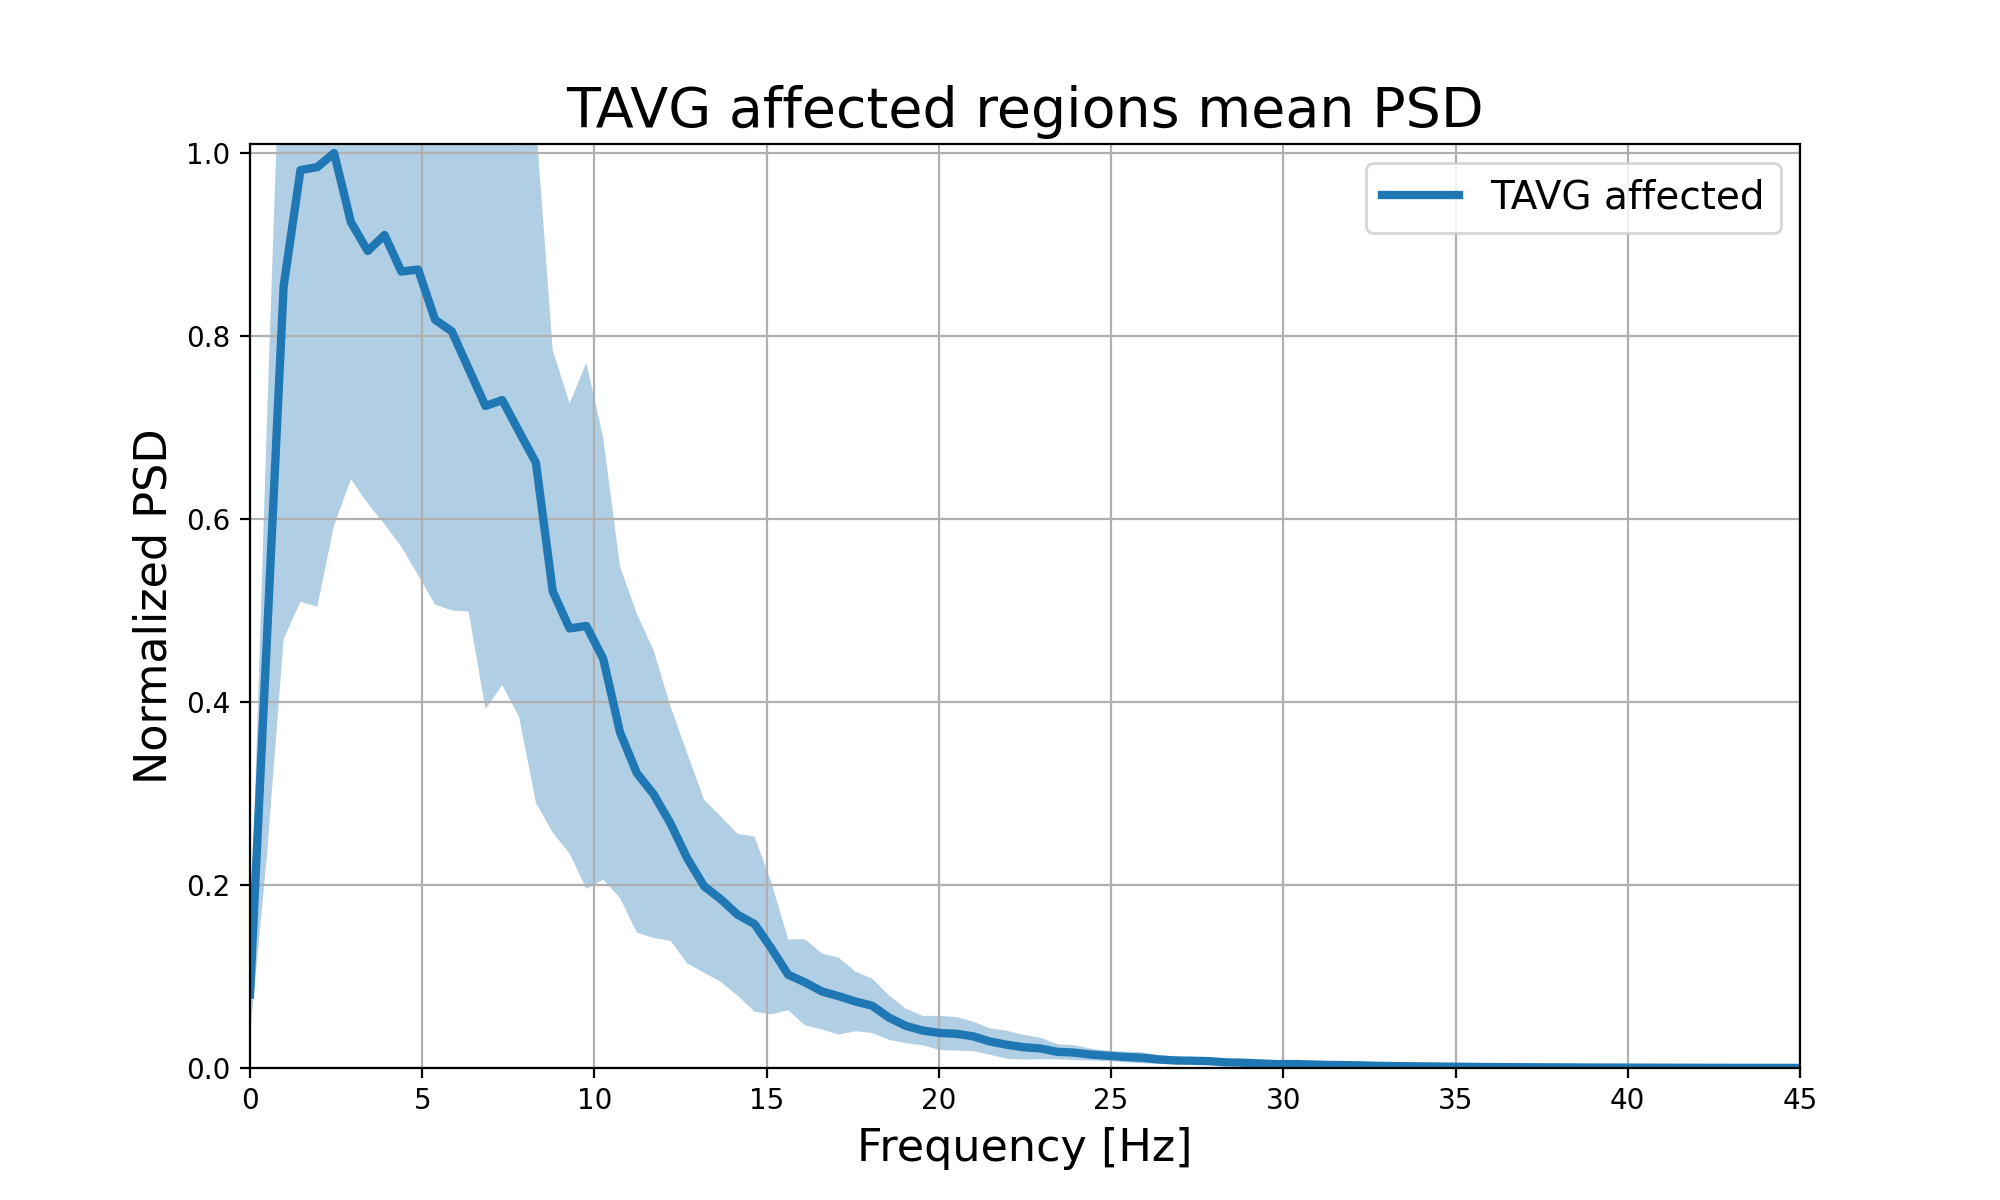 TAVG affected regions mean PSD
TAVG affected
Normalized PSD
1.0
0.8
0.6
0.4
0.2
0.0
0 5 10 15 20 25 30 35 40 45
Frequency [Hz]